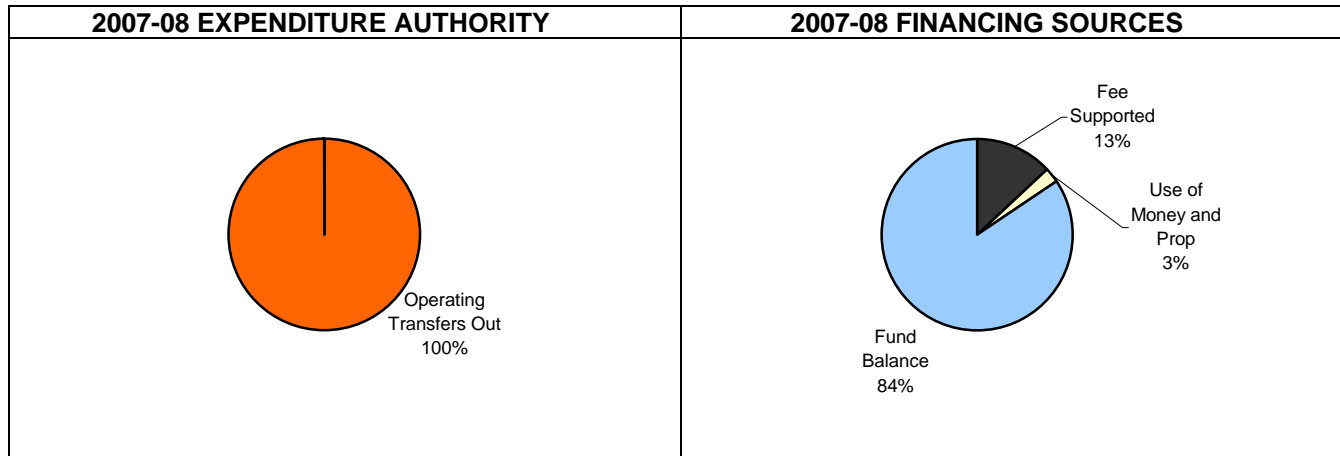 2007-08 EXPENDITURE AUTHORITY
2007-08 FINANCING SOURCES
Operating
Transfers Out
100%
Fee
Supported
13%
Use of
Money and
Prop
3%
Fund
Balance
84%